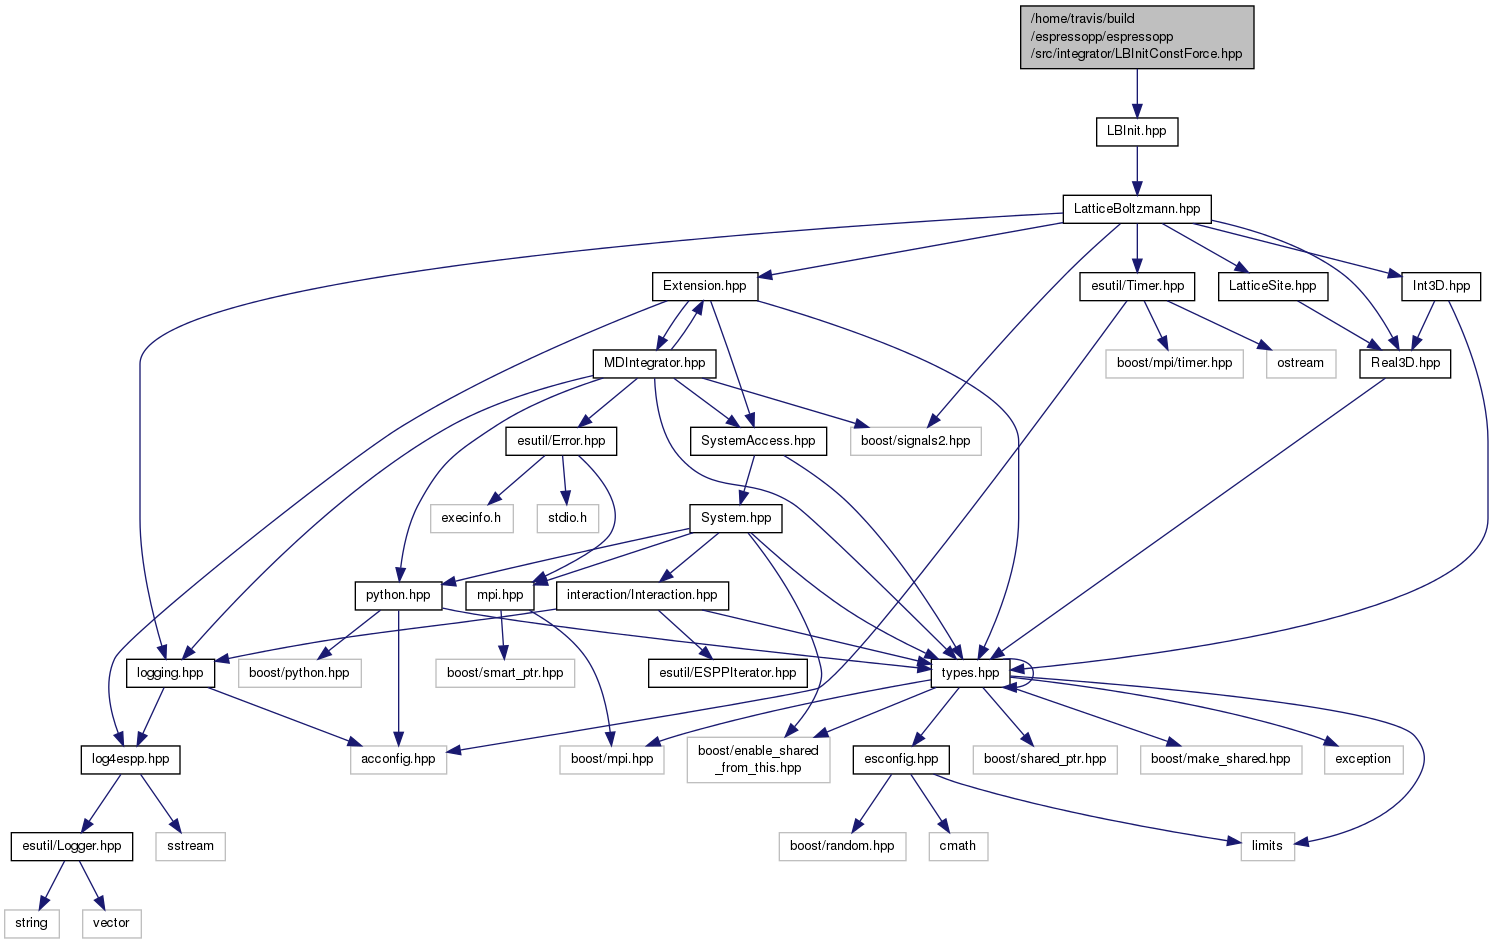 /home/travis/build
/espressopp/espressopp
/src/integrator/LBInitConstForce.hpp
LBInit.hpp
LatticeBoltzmann.hpp
Extension.hpp
esutil/Timer.hpp
LatticeSite.hpp
Int3D.hpp
MDIntegrator.hpp
boost/mpi/timer.hpp
ostream
Real3D.hpp
esutil/Error.hpp
SystemAccess.hpp
boost/signals2.hpp
execinfo.h
stdio.h
System.hpp
python.hpp
mpi.hpp
interaction/Interaction.hpp
logging.hpp
boost/python.hpp
boost/smart_ptr.hpp
esutil/ESPPIterator.hpp
types.hpp
log4espp.hpp
acconfig.hpp
boost/mpi.hpp
boost/enable_shared
_from_this.hpp
esconfig.hpp
boost/shared_ptr.hpp
boost/make_shared.hpp
exception
esutil/Logger.hpp
sstream
boost/random.hpp
cmath
limits
string
vector